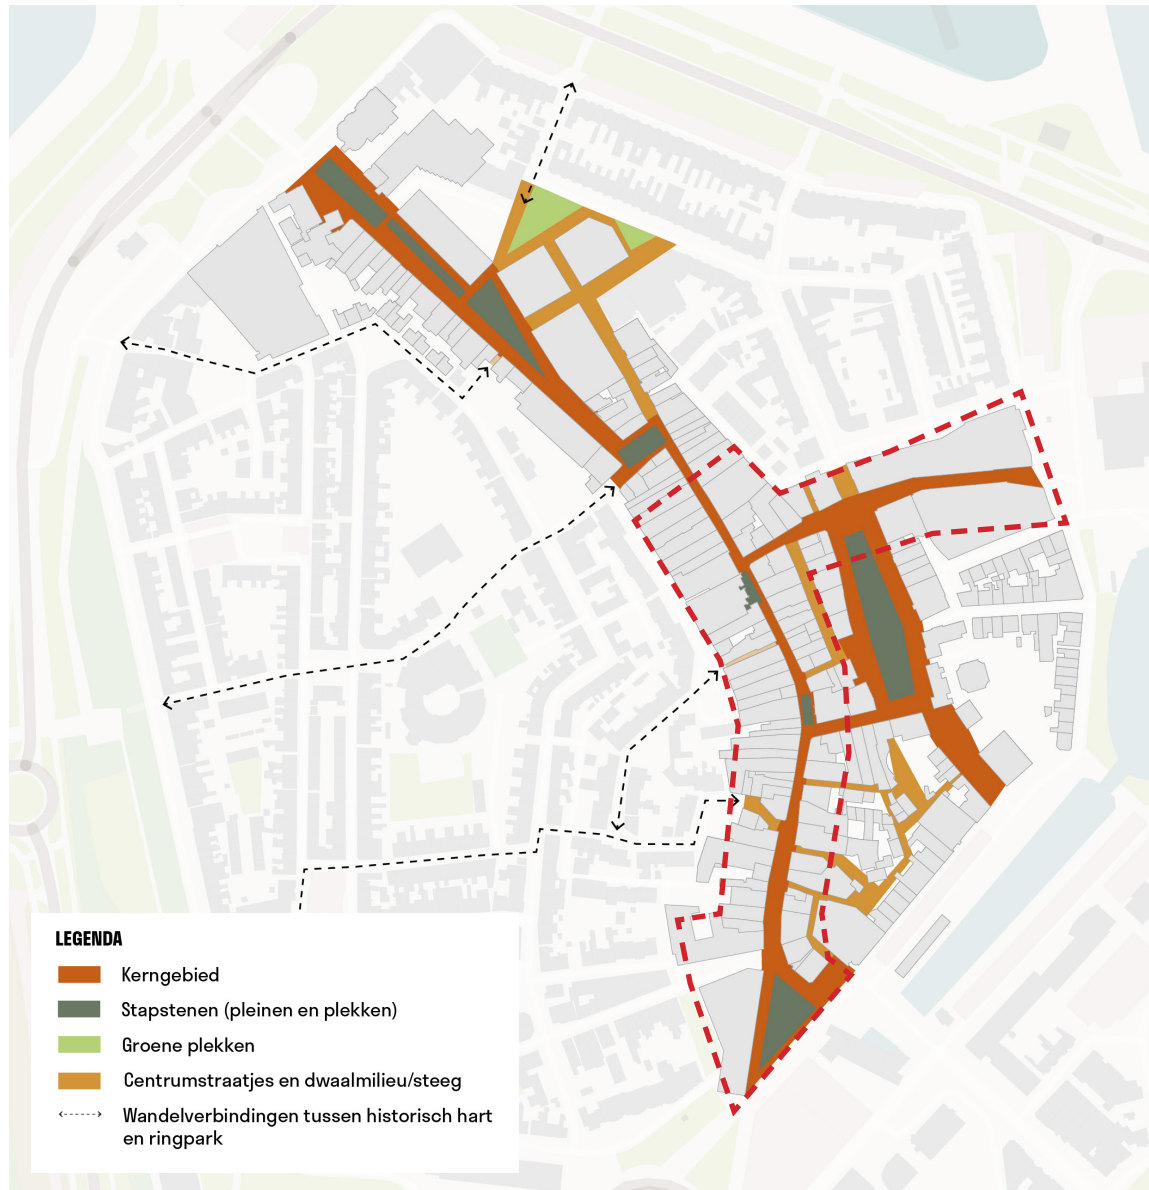 LEGENDA
Kerngebied
Stapstenen (pleinen en plekken)
Groene plekken
Centrumstraatjes en dwaalmilieu/steeg
Wandelverbindingen tussen historisch hart
en ringpark